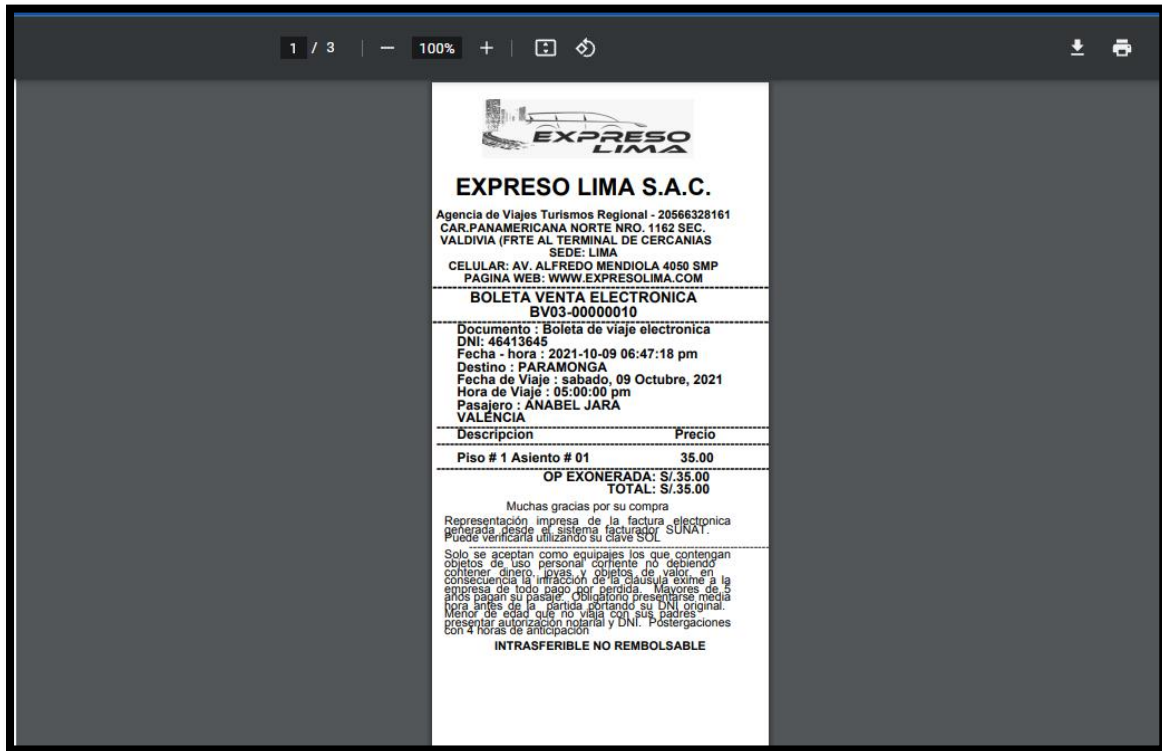 1 / 3 | — 100% + |
EXPRESO
LIMA
EXPRESO LIMA S.A.C.
Agencia de Viajes Turismos Regional - 20566328161
CAR.PANAMERICANA NORTE NRO. 1162 SEC.
VALDIVIA (FRTE AL TERMINAL DE CERCANIAS
SEDE: LIMA
CELULAR: AV. ALFREDO MENDIOLA 4050 SMP
PAGINA WEB: WWW.EXPRESOLIMA.COM
BOLETA VENTA ELECTRONICA
BV03-00000010
Documento : Boleta de viaje electronica
DNI: 46413645
Fecha - hora : 2021-10-09 06:47:18 pm
Destino : PARAMONGA
Fecha de Viaje : sabado, 09 Octubre, 2021
Hora de Viaje : 05:00:00 pm
Pasajero : ANABEL JARA
VALENCIA
Descripcion Precio
Piso # 1 Asiento # 01 35.00
OP EXONERADA: S/.35.00
TOTAL: S/.35.00
Muchas gracias por su compra
Representación impresa de la factura electronica
generada desde el sistema facturador SUNAT.
Puede verificarla utilizando su clave SOL
Solo se aceptan como equipajes los que contengan
objetos de uso personal corriente no debiendo
contener dinero, joyas y objetos de valor, en
consecuencia la infracción de la cláusula exime a la
empresa de todo pago por perdida. Mayores de 5
años pagan su pasaje. Obligatorio presentarse media
hora antes de la partida portando su DNI original.
Menor de edad que no viaja con sus padres
presentar autorización notarial y DNI. Postergaciones
con 4 horas de anticipación
INTRASFERIBLE NO REMBOLSABLE